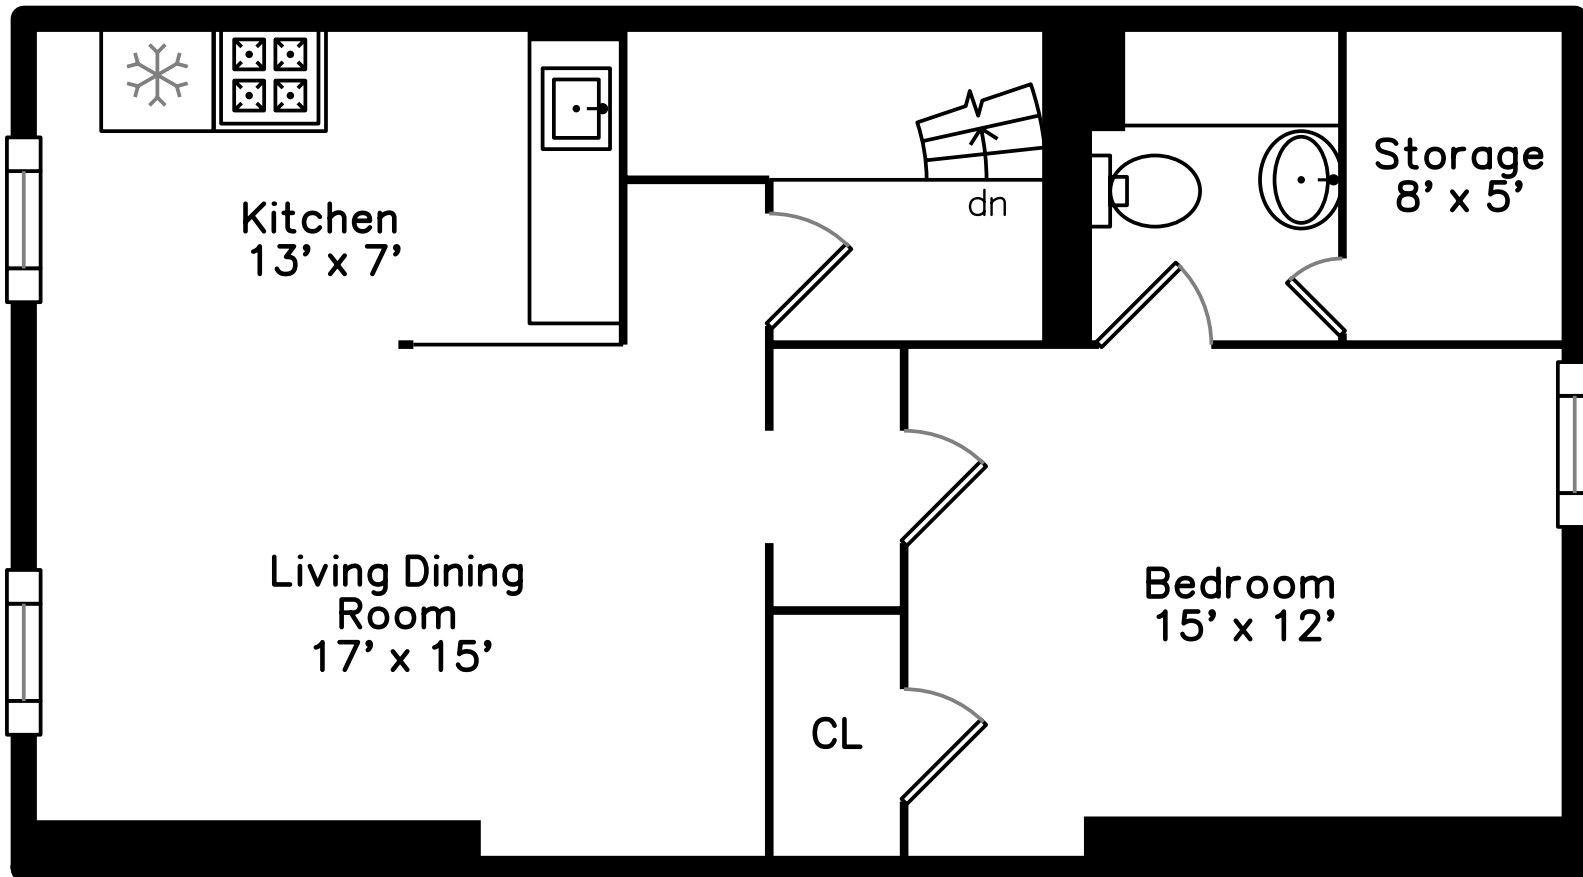 Kitchen
13' x 7'
dn
Storage
8' x 5'
Living Dining
Room
17' x 15'
Bedroom
15' x 12'
CL